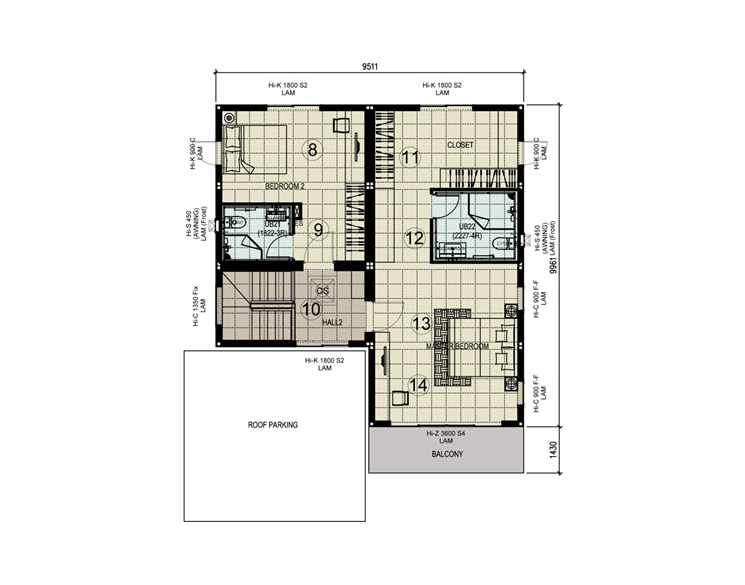 9511
Hi-K 1800 S2
LAM
Hi-K 1800 S2
LAM
Hi-K 900 C
LAM
8
BEDROOM 2
11
CLOSET
Hi-K 900 C
LAM
Hi-S 450
(AWNING)
LAM (Frost)
UB21
(1822-3R)
ES
9
12
UB22
(2227-4R)
Hi-S 450
(AWNING)
LAM (Frost)
9961
Hi-C 1350 Fix
LAM
OS
10
HALL2
13
MASTER BEDROOM
Hi-C 900 F-F
LAM
Hi-K 1800 S2
LAM
14
Hi-C 900 F-F
LAM
ROOF PARKING
Hi-Z 3600 S4
LAM
BALCONY
1430